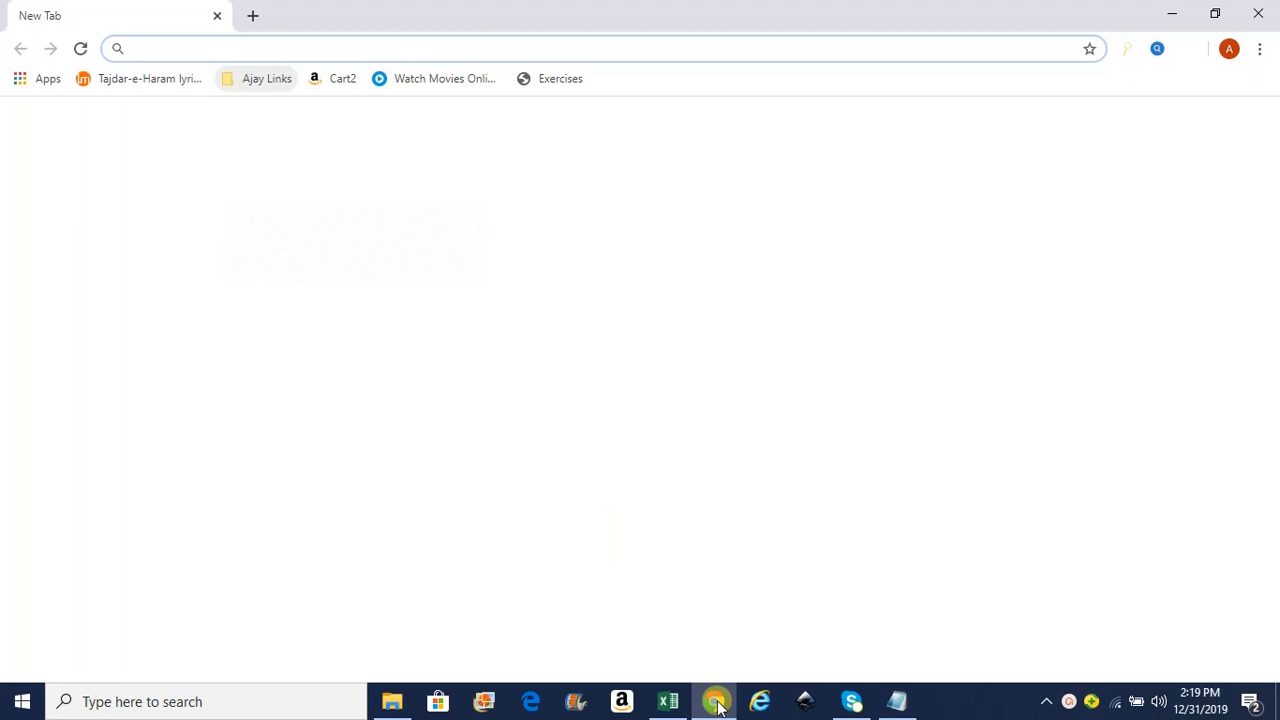 New Tab
Apps Tajdar-e-Haram lyri... Ajay Links Cart2 Watch Movies Onli... Exercises
A
Type here to search
2:19 PM
12/31/2019
2